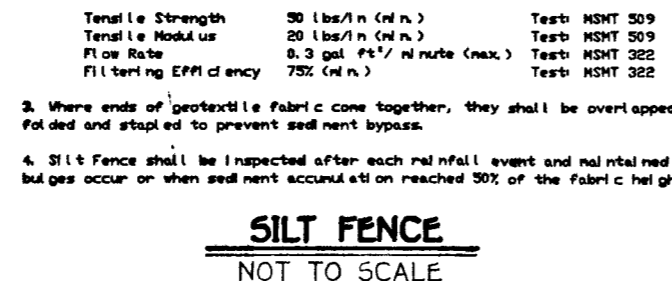 Tensile Strength 50 lbs/in (min.) Test: MSMT 509
Tensile Modulus 20 lbs/in (min.) Test: MSMT 509
Flow Rate 0.3 gal ft²/ minute (max.) Test: MSMT 322
Filtering Efficiency 75% (min.) Test: MSMT 322
3. Where ends of geotextile fabric come together, they shall be overlapped
folded and stapled to prevent sediment bypass.
4. Silt Fence shall be inspected after each rainfall event and maintained
bulges occur or when sediment accumulation reached 50% of the fabric heigh
SILT FENCE
NOT TO SCALE